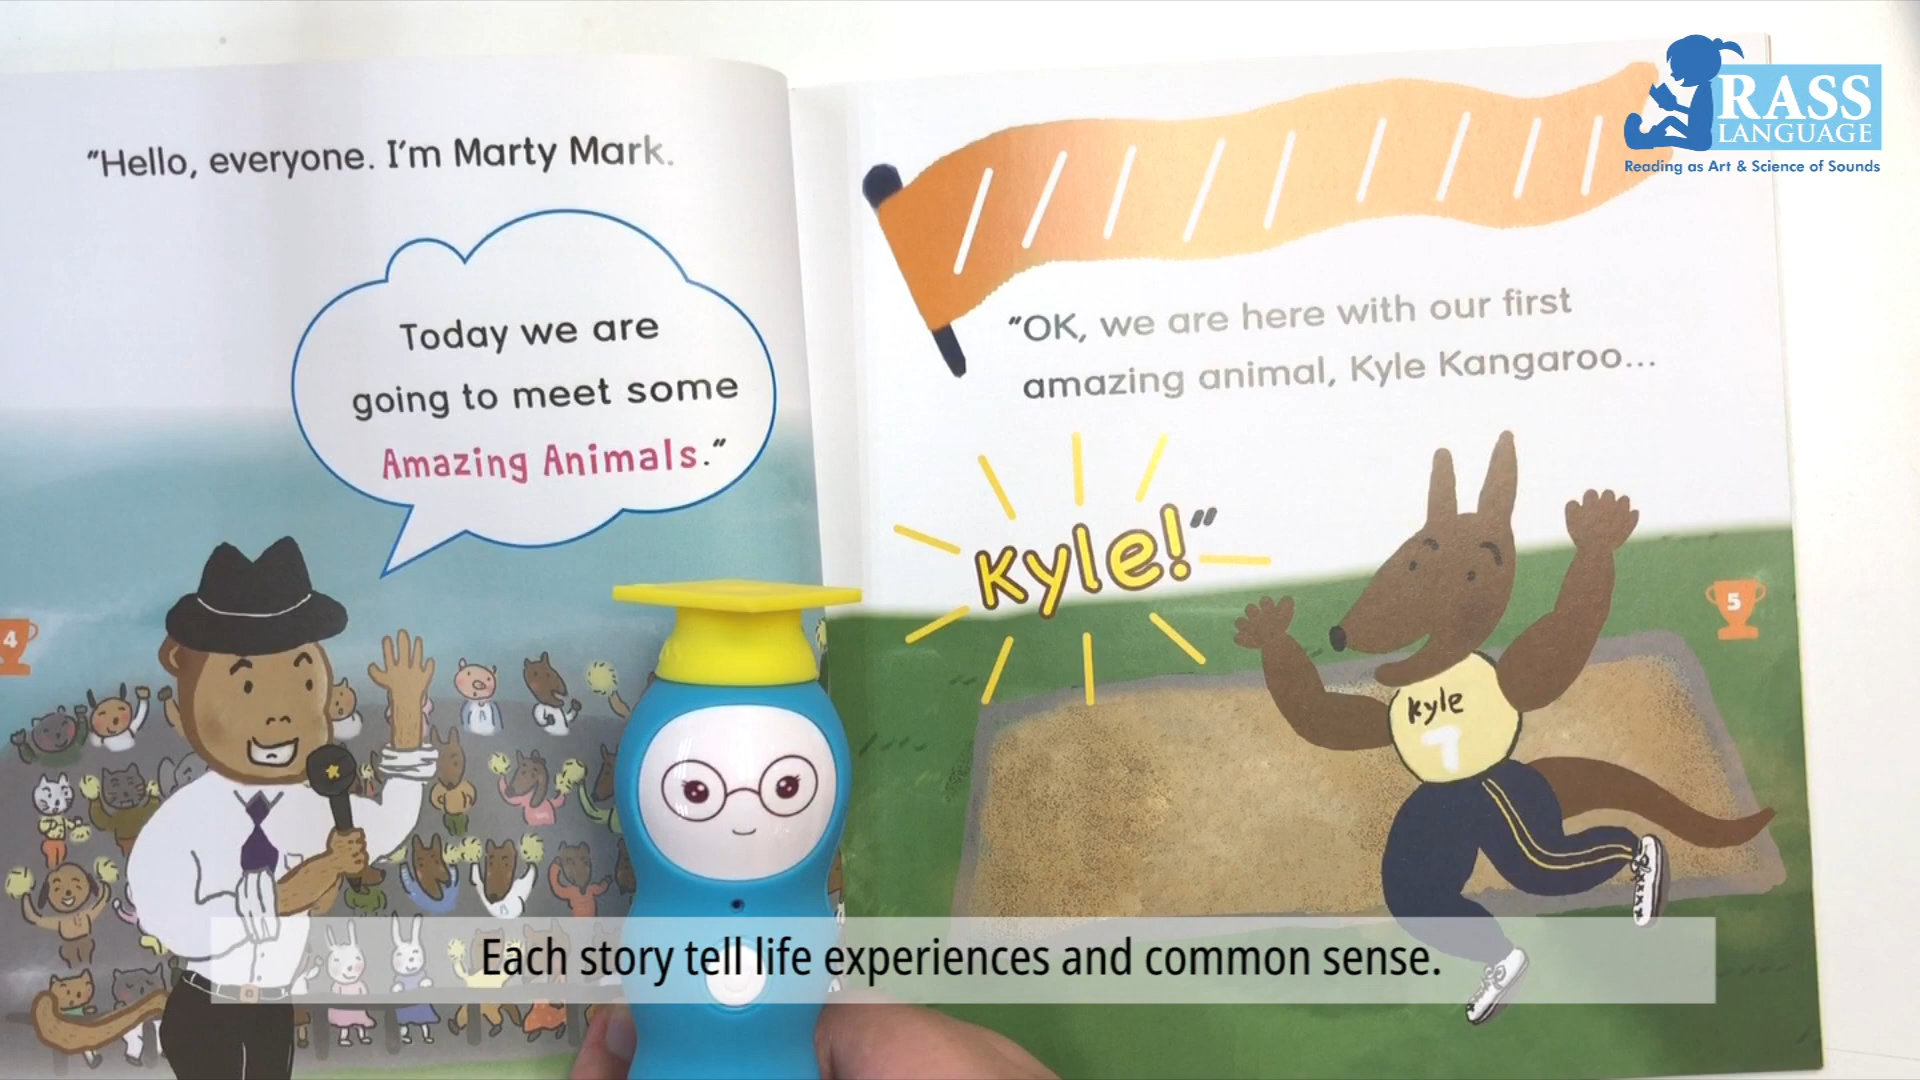 "Hello, everyone. I'm Marty Mark.
Today we are
going to meet some
Amazing Animals."
4
RASS
LANGUAGE
Reading as Art & Science of Sounds
"OK, we are here with our first
amazing animal, Kyle Kangaroo...
Kyle!"
5
Kyle
7
Each story tell life experiences and common sense.